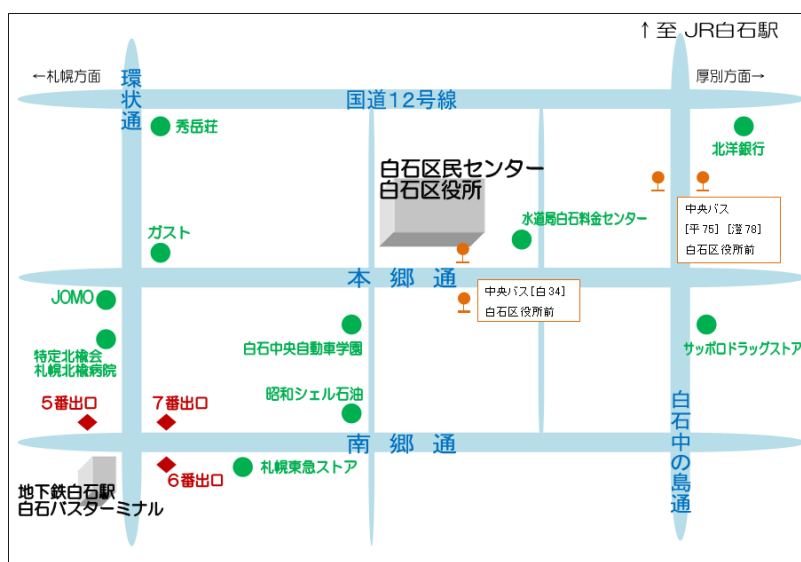 ↑至 JR白石駅
←札幌方面
環状通
厚別方面→
国道12号線
秀岳荘
北洋銀行
白石区民センター
白石区役所
水道局白石料金センター
中央バス
[平75] [澄78]
白石区役所前
ガスト
本郷通
JOMO
中央バス[白34]
白石区役所前
特定北楡会
札幌北楡病院
白石中央自動車学園
サッポロドラッグストア
5番出口
7番出口
昭和シェル石油
白石中の島通
南郷通
6番出口
札幌東急ストア
地下鉄白石駅
白石バスターミナル